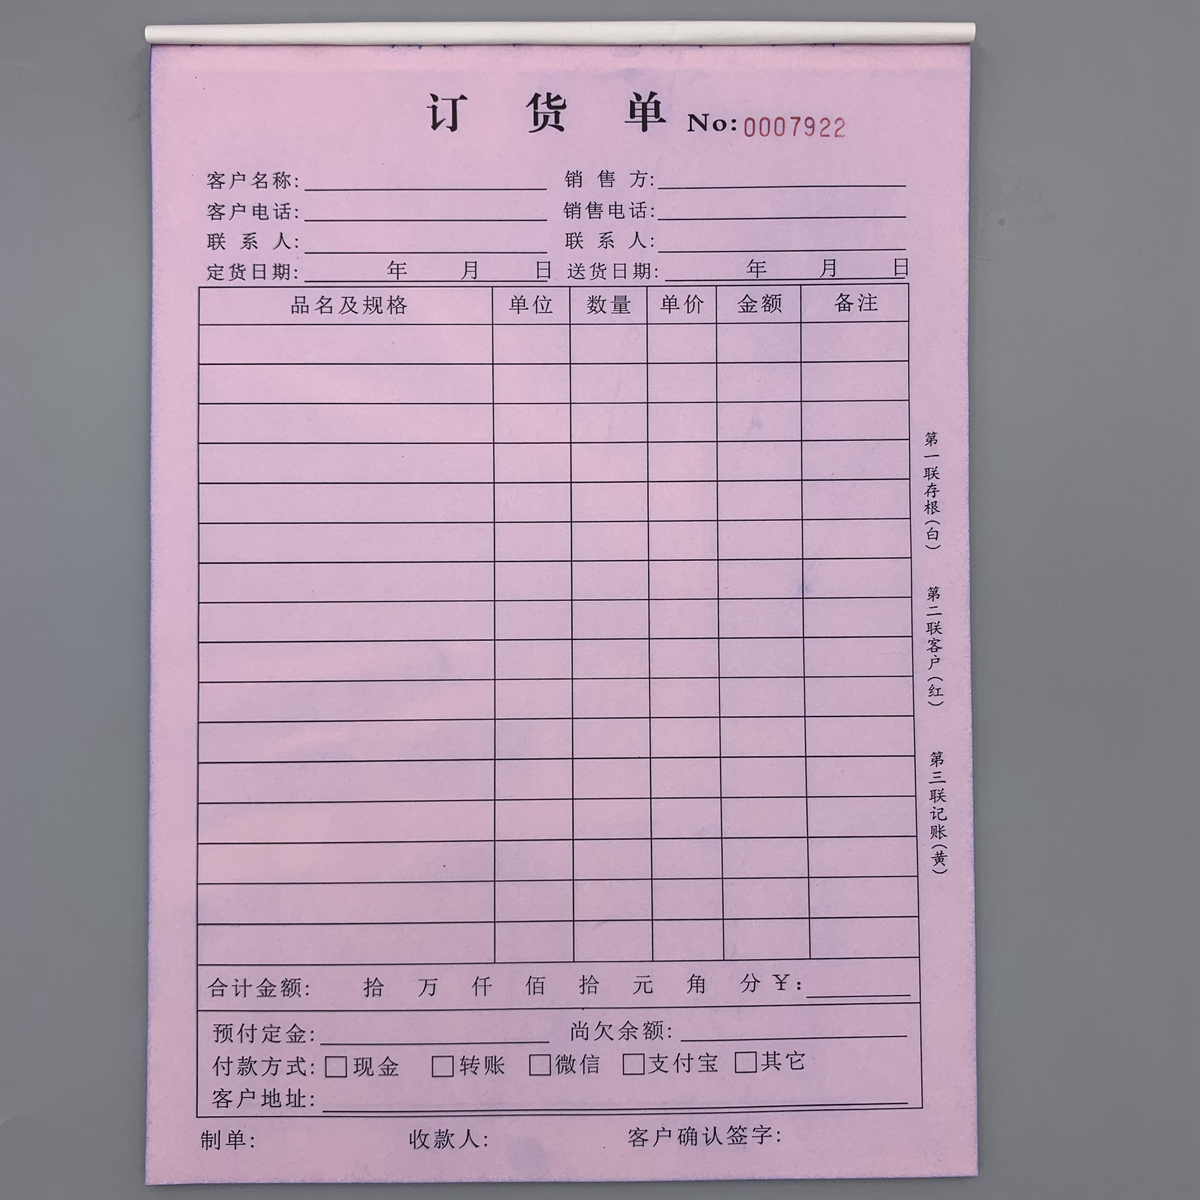 订 货 单 No:0007922
客户名称: 销 售 方:
客户电话: 销售电话:
联 系 人: 联 系 人:
定货日期: 年 月 日 送货日期: 年 月 日
品名及规格 单位 数量 单价 金额 备注
合计金额: 拾 万 仟 佰 拾 元 角 分 ¥:
预付定金: 尚欠余额:
付款方式: □现金 □转账 □微信 □支付宝 □其它
客户地址:
制单: 收款人: 客户确认签字:
第一联存根(白)
第二联客户(红)
第三联记账(黄)